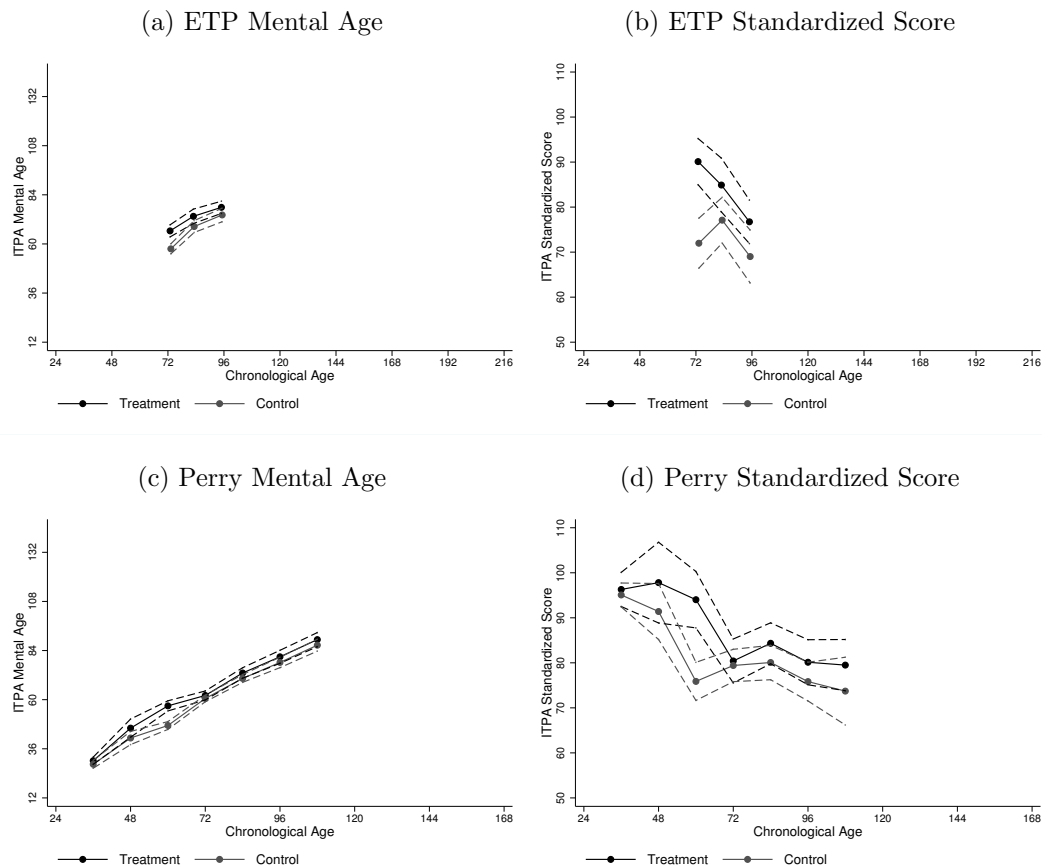 (a) ETP Mental Age
ITPA Mental Age
132
108
84
60
36
12
24 48 72 96 120 144 168 192 216
Chronological Age
Treatment Control
(b) ETP Standardized Score
ITPA Standardized Score
110
100
90
80
70
60
50
24 48 72 96 120 144 168 192 216
Chronological Age
Treatment Control
(c) Perry Mental Age
ITPA Mental Age
132
108
84
60
36
12
24 48 72 96 120 144 168
Chronological Age
Treatment Control
(d) Perry Standardized Score
ITPA Standardized Score
110
100
90
80
70
60
50
24 48 72 96 120 144 168
Chronological Age
Treatment Control